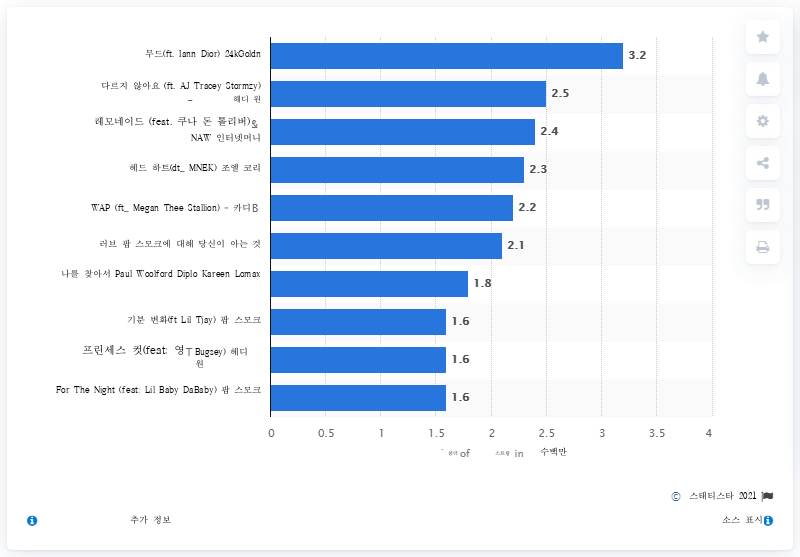 무드(ft. Iann Dior) 24kGoldn
3.2
다르지 않아요 (ft. AJ Tracey Stormzy)
– 헤디 원
2.5
레모네이드 (feat. 쿠나 돈 톨리버)&
NAW 인터넷머니
2.4
헤드 하트(dt_ MNEK) 조엘 코리
2.3
WAP (ft_ Megan Thee Stallion) - 카디B
2.2
러브 팝 스모크에 대해 당신이 아는 것
2.1
나를 찾아서 Paul Woolford Diplo Kareen Lomax
1.8
기분 변화(ft Lil Tjay) 팝 스모크
1.6
프린세스 컷(feat: 영T Bugsey) 헤디
원
1.6
For The Night (feat: Lil Baby DaBaby) 팝 스모크
1.6
0 0.5 1 1.5 2 2.5 3 3.5 4
of 스트림 in 수백만
© 스태티스타 2021
추가 정보
소스 표시